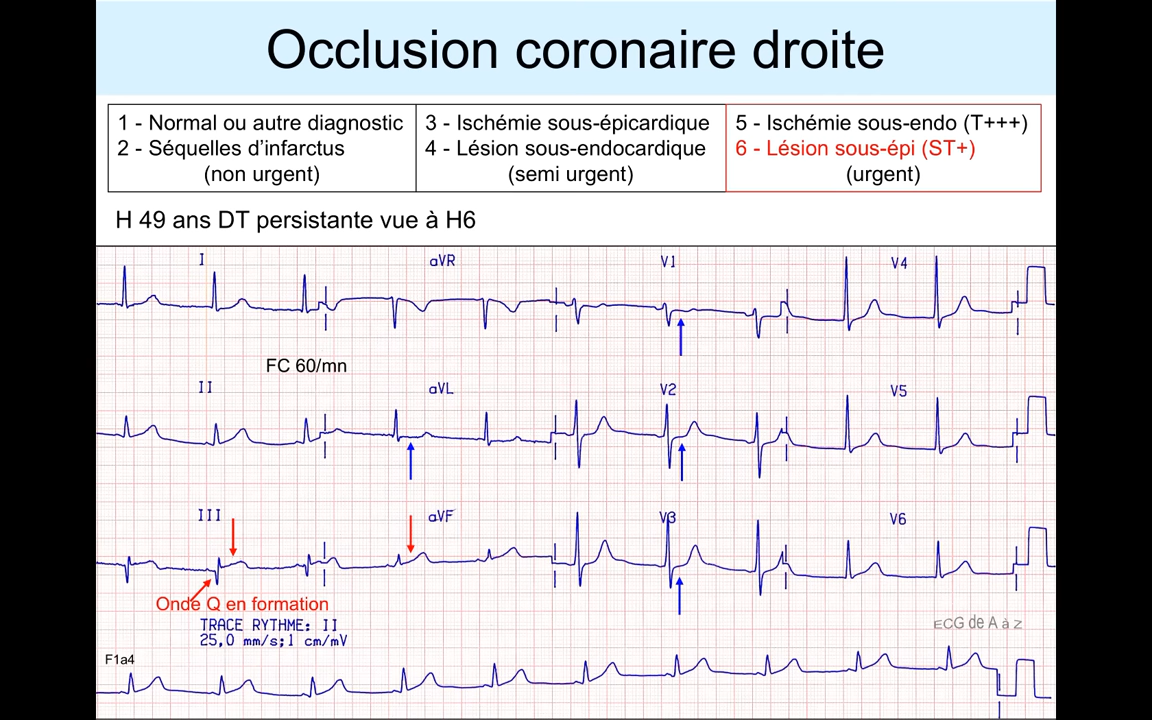 Occlusion coronaire droite
1 - Normal ou autre diagnostic
2 - Séquelles d'infarctus
(non urgent)
3 - Ischémie sous-épicardique
4 - Lésion sous-endocardique
(semi urgent)
5 - Ischémie sous-endo (T+++)
6 - Lésion sous-épi (ST+)
(urgent)
H 49 ans DT persistante vue à H6
I
aVR
V1
V4
FC 60/mn
II
aVL
V2
V5
III
aVF
V3
V6
Onde Q en formation
TRACE RYTHME: II
25,0 mm/s;1 cm/mV
ECG de A à Z
F1a4